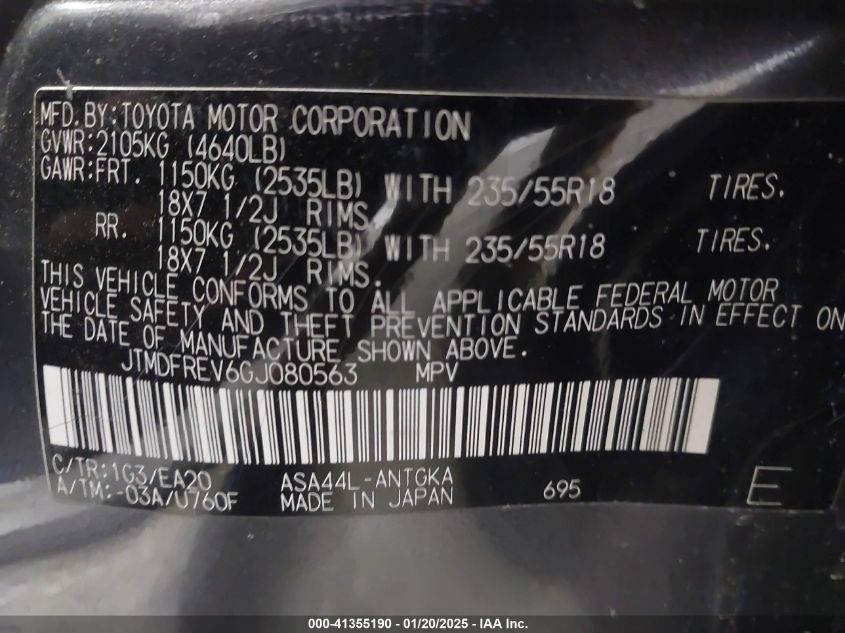 MFD.BY:TOYOTA MOTOR CORPORATION
GVWR:2105KG (4640LB)
GAWR:FRT. 1150KG (2535LB) WITH 235/55R18 TIRES.
18X7 1/2J RIMS.
RR. 1150KG (2535LB) WITH 235/55R18 TIRES.
18X7 1/2J RIMS.
THIS VEHICLE CONFORMS TO ALL APPLICABLE FEDERAL MOTOR
VEHICLE SAFETY AND THEFT PREVENTION STANDARDS IN EFFECT ON
THE DATE OF MANUFACTURE SHOWN ABOVE.
JTMDFREV6GJ080563 MPV
C/TR:1G3/EA20 ASA44L-ANTGKA
A/TM:-03A/U760F MADE IN JAPAN 695 E
000-41355190 - 01/20/2025 - IAA Inc.